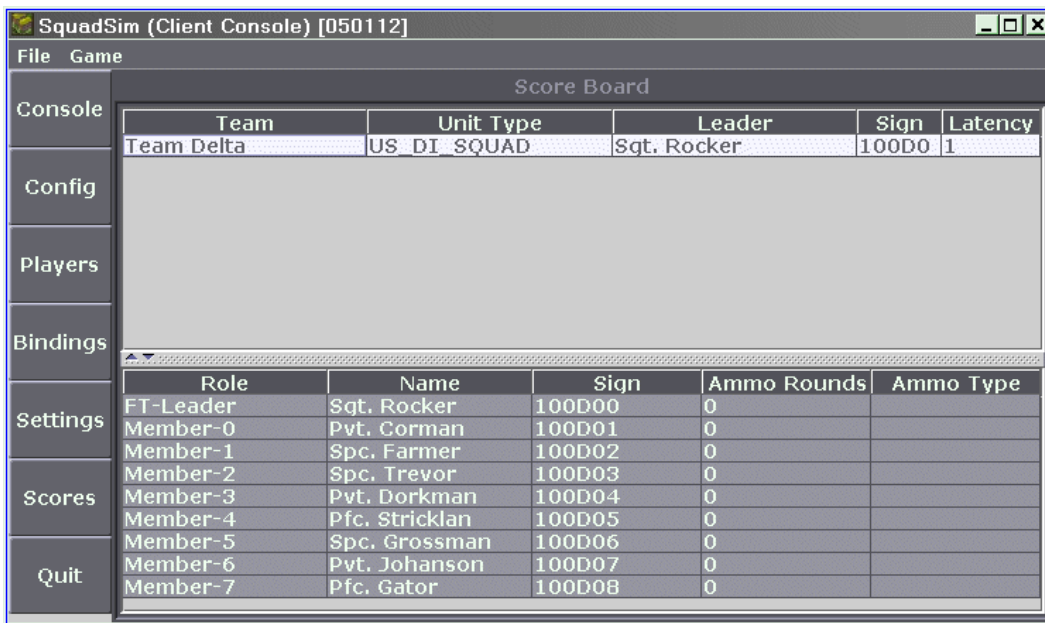 SquadSim (Client Console) [050112]
File Game
Score Board
Console
Config
Players
Bindings
Settings
Scores
Quit
Team Unit Type Leader Sign Latency
Team Delta US_DI_SQUAD Sgt. Rocker 100D0 1
Role Name Sign Ammo Rounds Ammo Type
FT-Leader Sgt. Rocker 100D00 0
Member-0 Pvt. Corman 100D01 0
Member-1 Spc. Farmer 100D02 0
Member-2 Spc. Trevor 100D03 0
Member-3 Pvt. Dorkman 100D04 0
Member-4 Pfc. Stricklan 100D05 0
Member-5 Spc. Grossman 100D06 0
Member-6 Pvt. Johanson 100D07 0
Member-7 Pfc. Gator 100D08 0